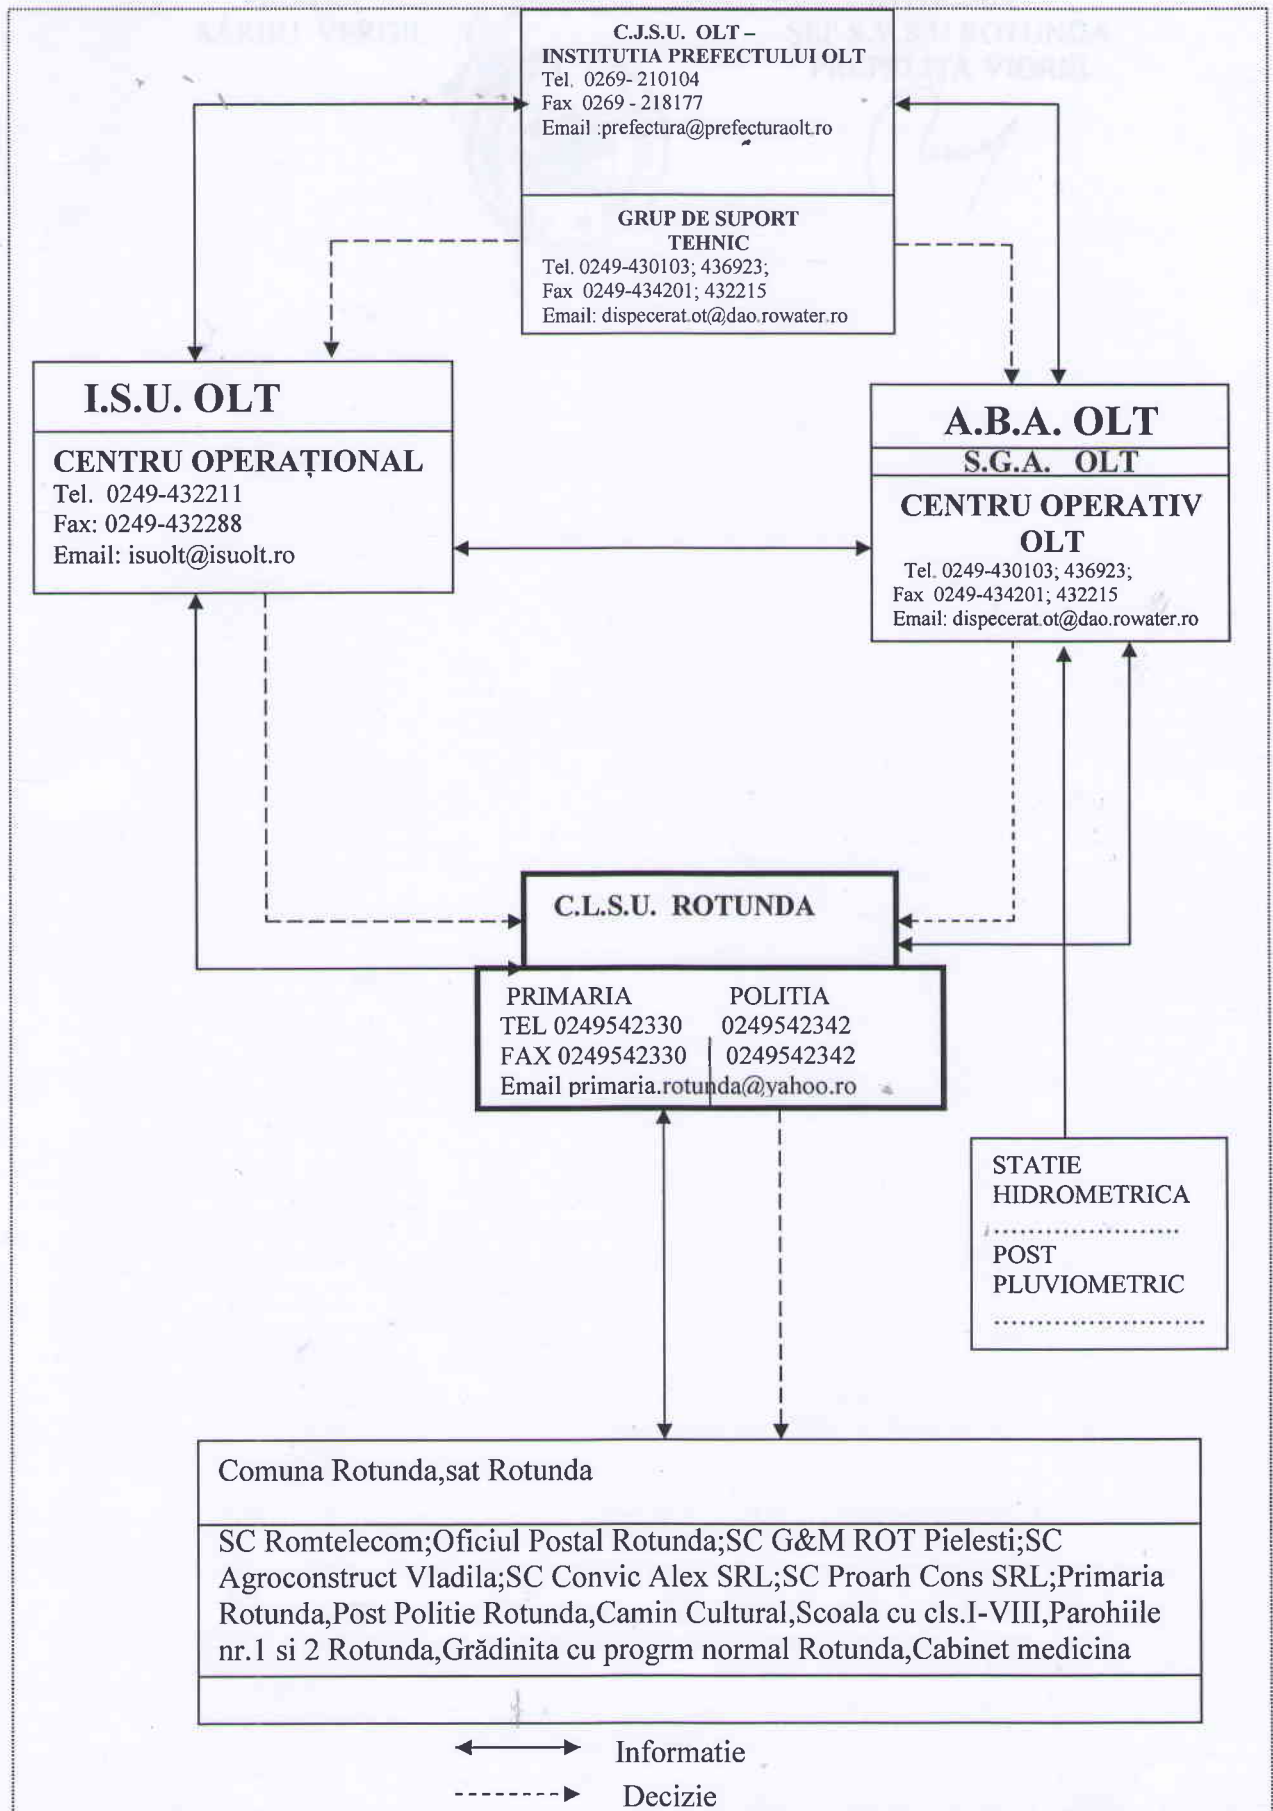 C.J.S.U. OLT –
INSTITUTIA PREFECTULUI OLT
Tel. 0269- 210104
Fax 0269 - 218177
Email :prefectura@prefecturaolt.ro
GRUP DE SUPORT
TEHNIC
Tel. 0249-430103; 436923;
Fax 0249-434201; 432215
Email: dispecerat.ot@dao.rowater.ro
I.S.U. OLT
CENTRU OPERAȚIONAL
Tel. 0249-432211
Fax: 0249-432288
Email: isuolt@isuolt.ro
A.B.A. OLT
S.G.A. OLT
CENTRU OPERATIV
OLT
Tel. 0249-430103; 436923;
Fax 0249-434201; 432215
Email: dispecerat.ot@dao.rowater.ro
C.L.S.U. ROTUNDA
PRIMARIA POLITIA
TEL 0249542330 0249542342
FAX 0249542330 0249542342
Email primaria.rotunda@yahoo.ro
STATIE
HIDROMETRICA
......................
POST
PLUVIOMETRIC
.........................
Comuna Rotunda,sat Rotunda
SC Romtelecom;Oficiul Postal Rotunda;SC G&M ROT Pielesti;SC
Agroconstruct Vladila;SC Convic Alex SRL;SC Proarh Cons SRL;Primaria
Rotunda,Post Politie Rotunda,Camin Cultural,Scoala cu cls.I-VIII,Parohiile
nr.1 si 2 Rotunda,Grădinita cu progrm normal Rotunda,Cabinet medicina
Informatie
Decizie